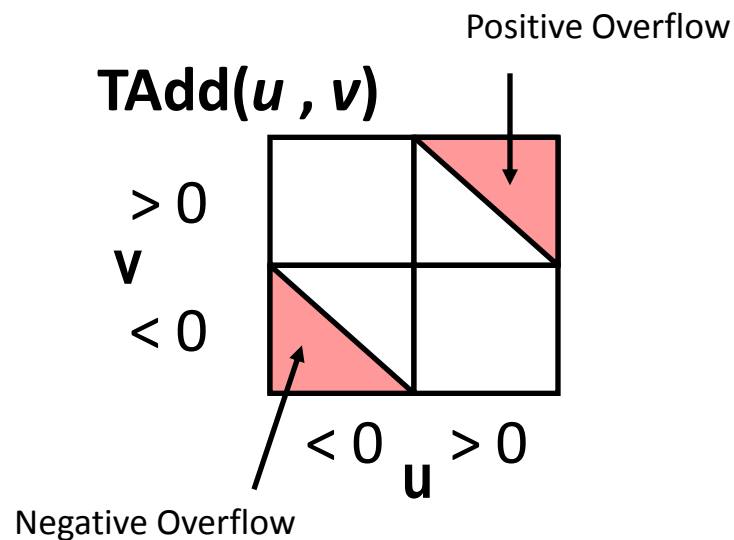 Positive Overflow
TAdd(u , v)
> 0
v
< 0
< 0 > 0
u
Negative Overflow